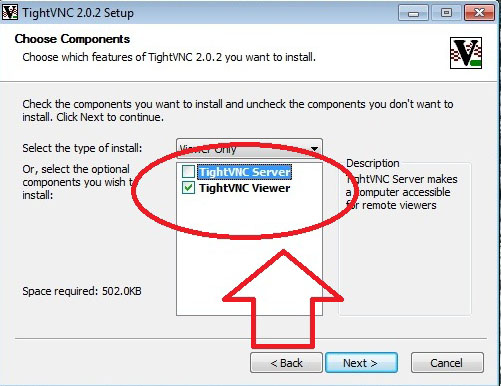 TightVNC 2.0.2 Setup
Choose Components
Choose which features of TightVNC 2.0.2 you want to install.
Check the components you want to install and uncheck the components you don't want to
install. Click Next to continue.
Select the type of install:
Viewer Only
Or, select the optional
components you wish to
install:
TightVNC Server
TightVNC Viewer
Description
TightVNC Server makes
a computer accessible
for remote viewers
Space required: 502.0KB
< Back
Next >
Cancel